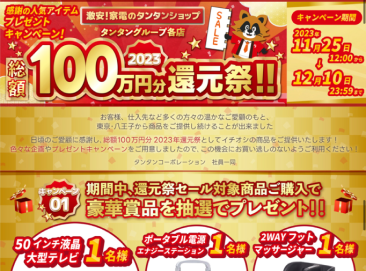 感謝の人気アイテム
プレゼント
キャンペーン!
激安!家電のタンタンショップ
タンタングループ各店
SALE
キャンペーン期間
2023年
11月25日
12:00から
12月10日
23:59まで
総額
2023
100万円分還元祭!!
お客様、仕入先など多くの方々の温かなご愛顧のもと、
東京・八王子から商品をご提供し続けることが出来ました
日頃のご愛顧に感謝し、総額100万円分 2023年還元祭としてイチオシの商品をご提供いたします!
色々な企画やプレゼントキャンペーンをご用意しましたので、この機会にお買い逃しのないようご利用ください!
タンタンコーポレーション 社員一同
キャンペーン
01
期間中、還元祭セール対象商品ご購入で
豪華賞品を抽選でプレゼント!!
50インチ液晶
大型テレビ
1名様
ポータブル電源
エナジーステーション
1名様
2WAYフット
マッサージャー
1名様